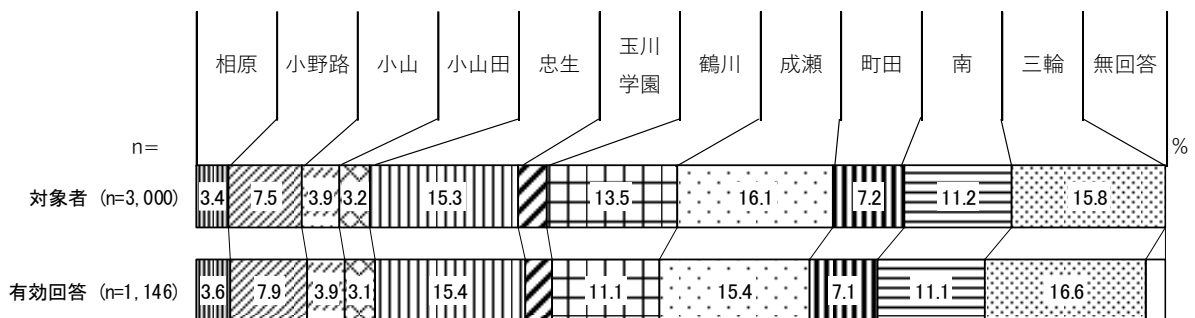 相原 小野路 小山 小山田 忠生 玉川学園 鶴川 成瀬 町田 南 三輪 無回答
n=
%
対象者 (n=3,000) 3.4 7.5 3.9 3.2 15.3 13.5 16.1 7.2 11.2 15.8
有効回答 (n=1,146) 3.6 7.9 3.9 3.1 15.4 11.1 15.4 7.1 11.1 16.6